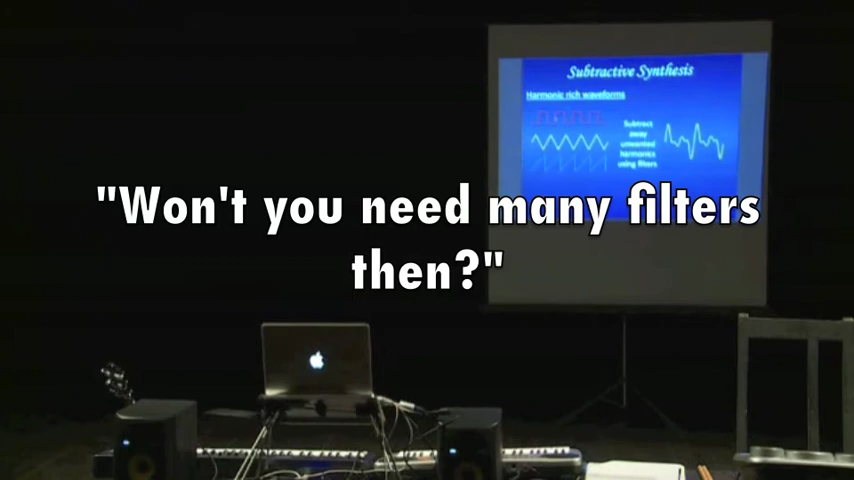 Subtractive Synthesis
Harmonic rich waveforms
Subtract
away
unwanted
harmonics
using filters
"Won't you need many filters
then?"